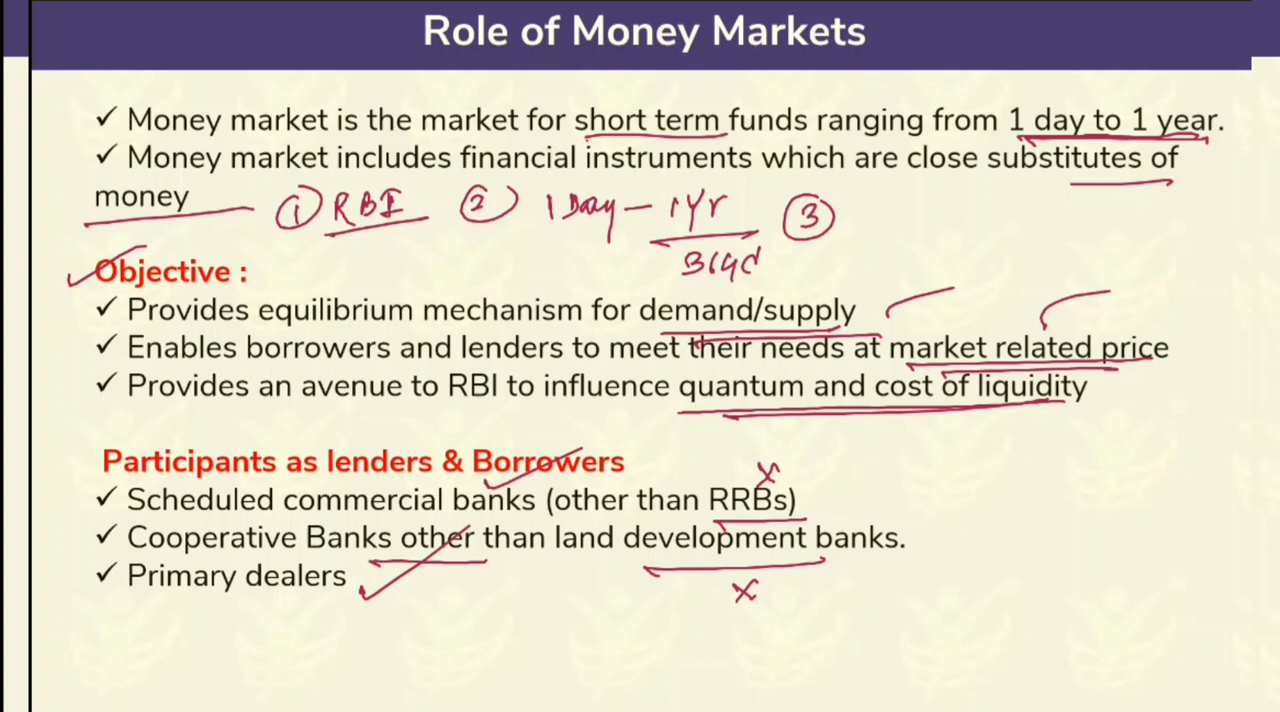 Role of Money Markets
✓ Money market is the market for short term funds ranging from 1 day to 1 year.
✓ Money market includes financial instruments which are close substitutes of
money
① RBI ② 1 Day – 1 Yr ③
Objective :
✓ Provides equilibrium mechanism for demand/supply
✓ Enables borrowers and lenders to meet their needs at market related price
✓ Provides an avenue to RBI to influence quantum and cost of liquidity
Participants as lenders & Borrowers
✓ Scheduled commercial banks (other than RRBs)
✓ Cooperative Banks other than land development banks.
✓ Primary dealers